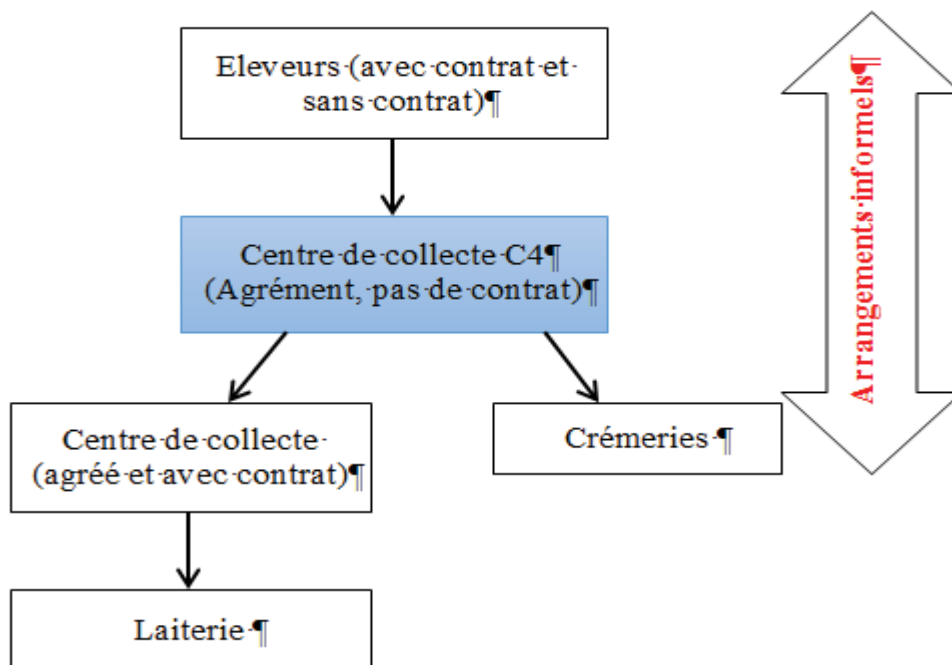 Eleveurs·(avec·contrat·et·
sans·contrat)¶
Centre·de·collecte·C4¶
(Agrément,·pas·de·contrat)¶
Centre·de·collecte·
(agréé·et·avec·contrat)¶
Crémeries·¶
Laiterie·¶
Arrangements·informels¶